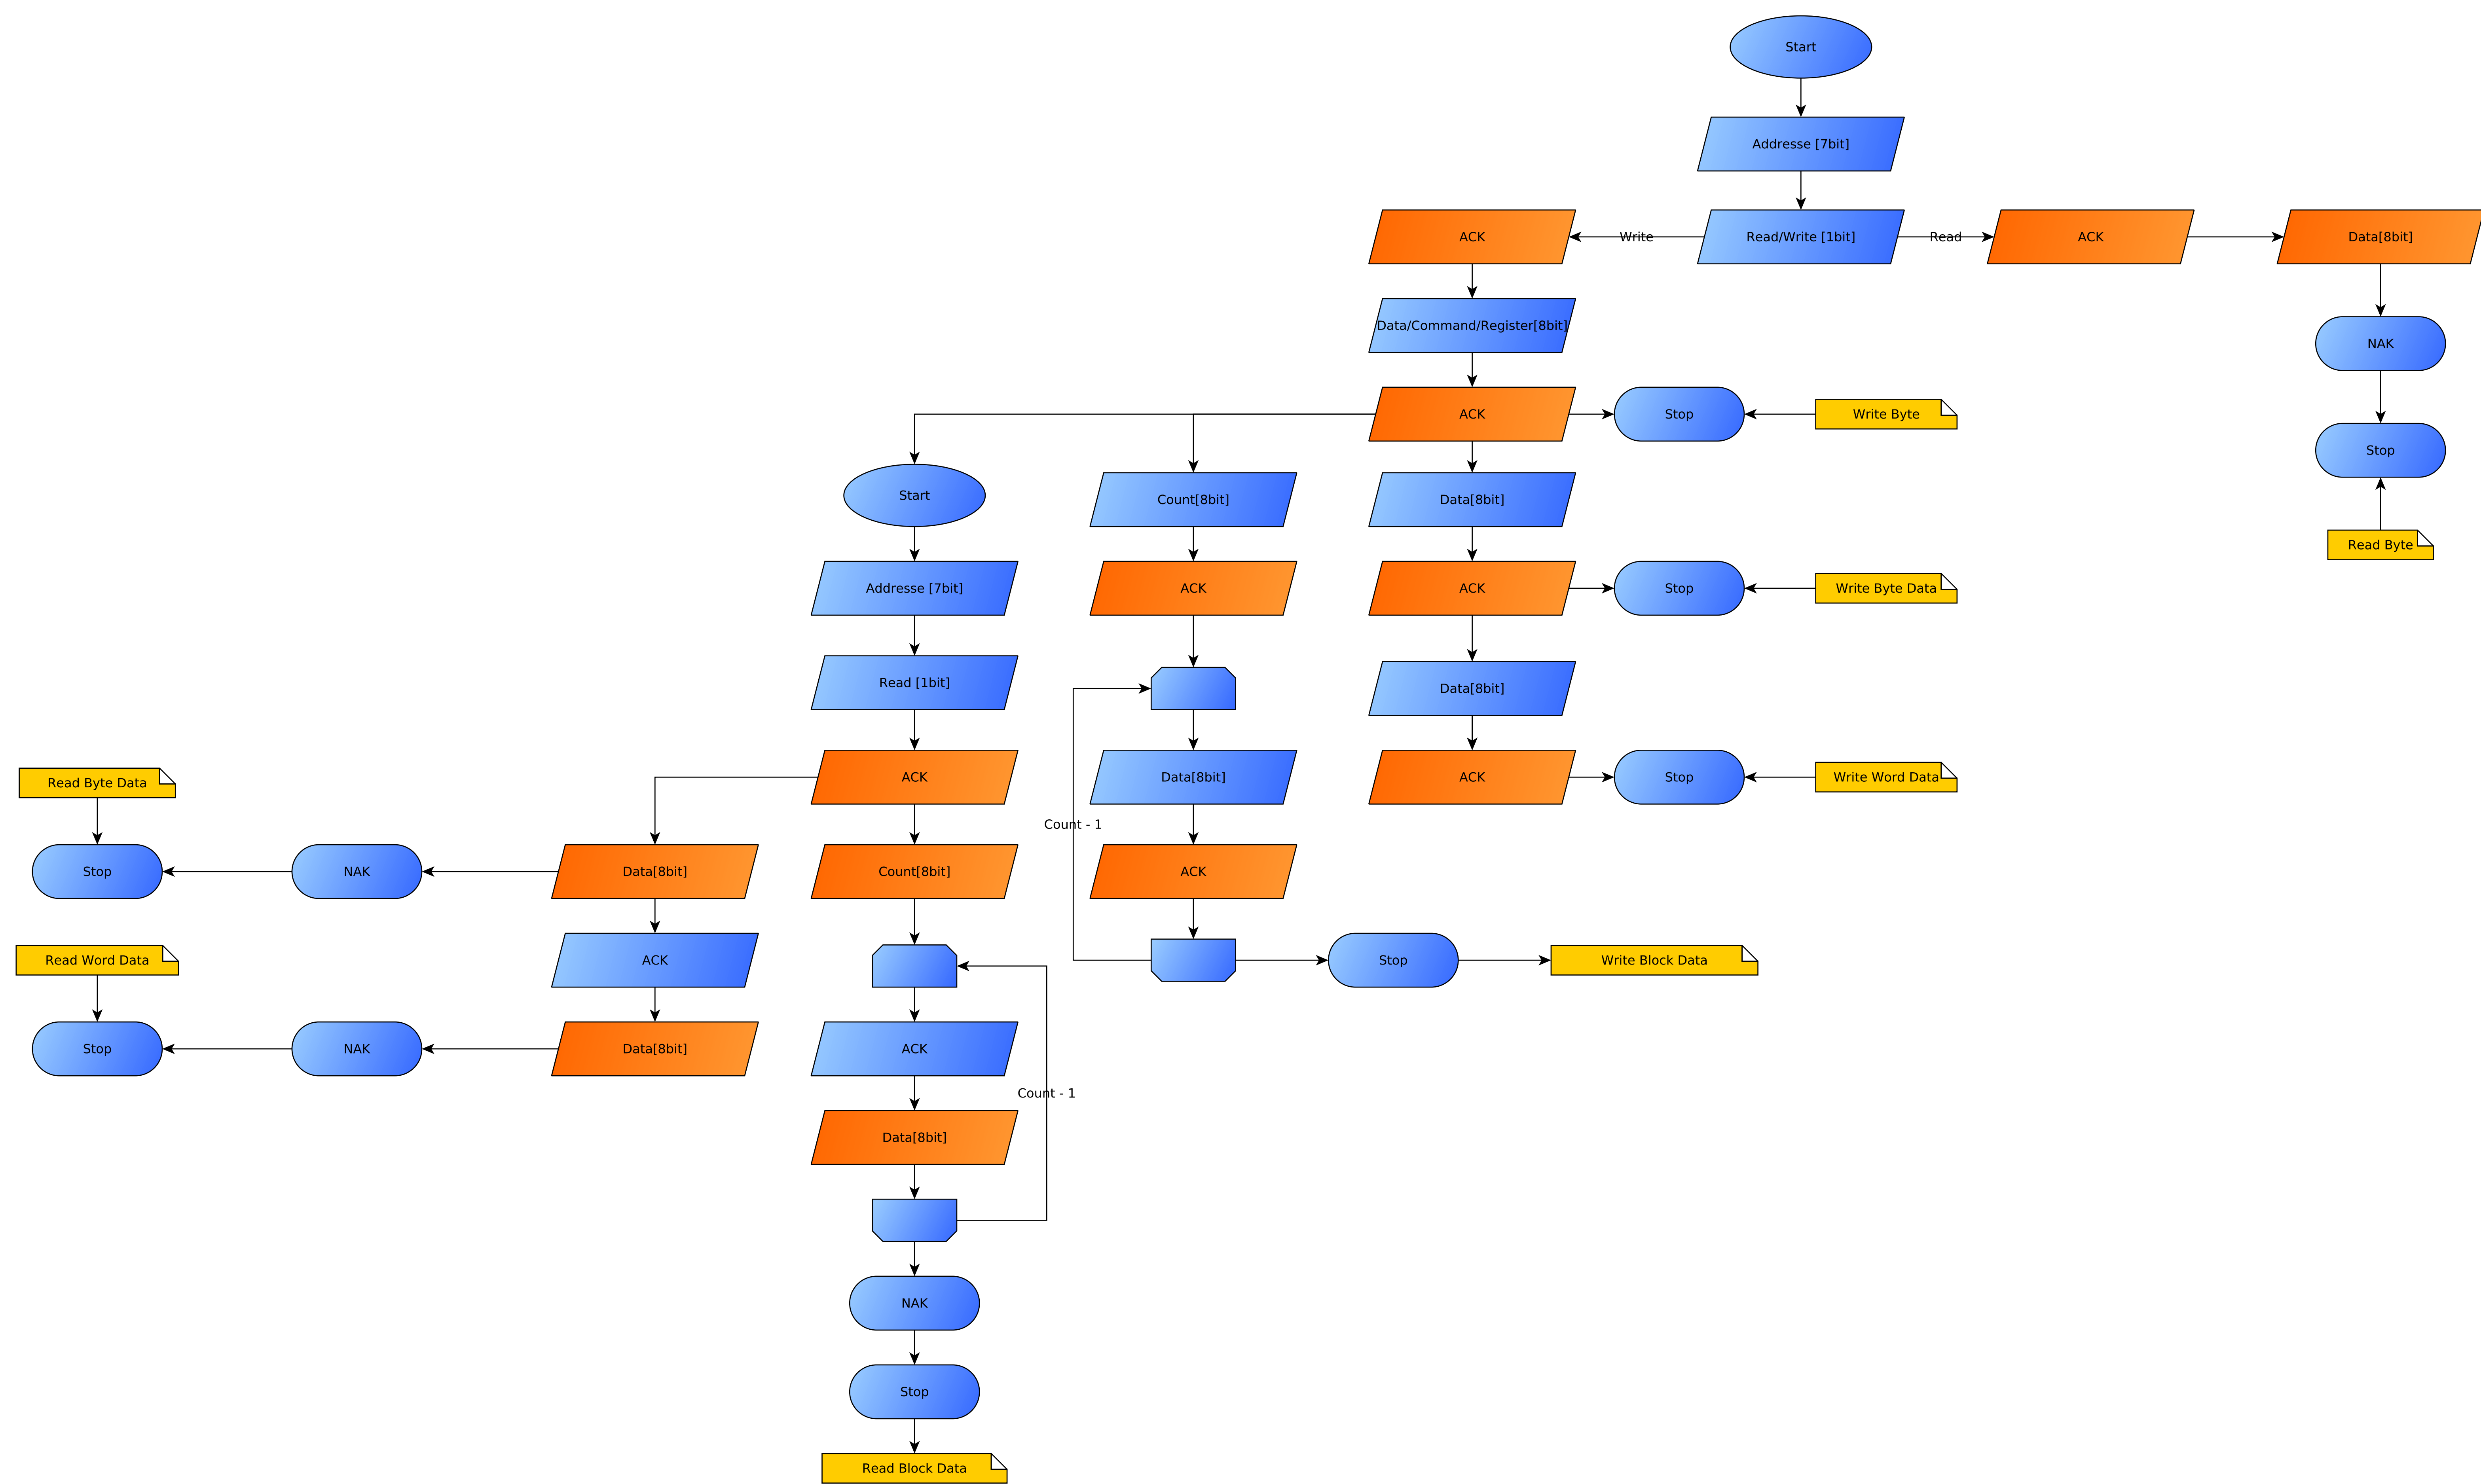 Start
Addresse [7bit]
ACK
Write
Read/Write [1bit]
Read
ACK
Data[8bit]
Data/Command/Register[8bit]
NAK
ACK
Stop
Write Byte
Stop
Start
Count[8bit]
Data[8bit]
Read Byte
Addresse [7bit]
ACK
ACK
Stop
Write Byte Data
Read [1bit]
Data[8bit]
Read Byte Data
ACK
Data[8bit]
ACK
Stop
Write Word Data
Count - 1
Stop
NAK
Data[8bit]
Count[8bit]
ACK
Read Word Data
ACK
Stop
Write Block Data
Stop
NAK
Data[8bit]
ACK
Count - 1
Data[8bit]
NAK
Stop
Read Block Data